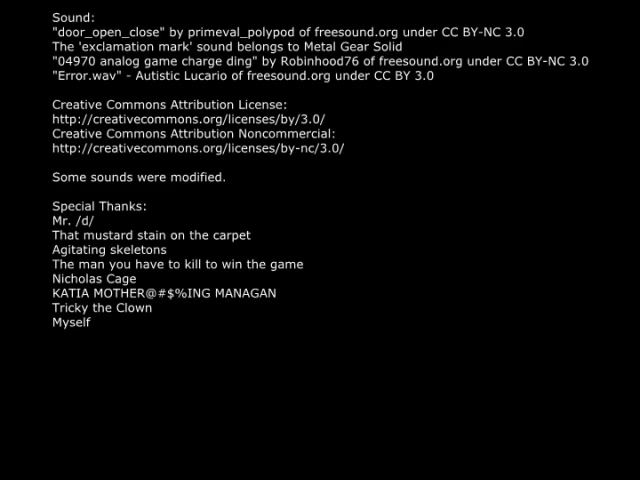 Sound:
"door_open_close" by primeval_polypod of freesound.org under CC BY-NC 3.0
The 'exclamation mark' sound belongs to Metal Gear Solid
"04970 analog game charge ding" by Robinhood76 of freesound.org under CC BY-NC 3.0
"Error.wav" - Autistic Lucario of freesound.org under CC BY 3.0
Creative Commons Attribution License:
http://creativecommons.org/licenses/by/3.0/
Creative Commons Attribution Noncommercial:
http://creativecommons.org/licenses/by-nc/3.0/
Some sounds were modified.
Special Thanks:
Mr. /d/
That mustard stain on the carpet
Agitating skeletons
The man you have to kill to win the game
Nicholas Cage
KATIA MOTHER@#$%ING MANAGAN
Tricky the Clown
Myself